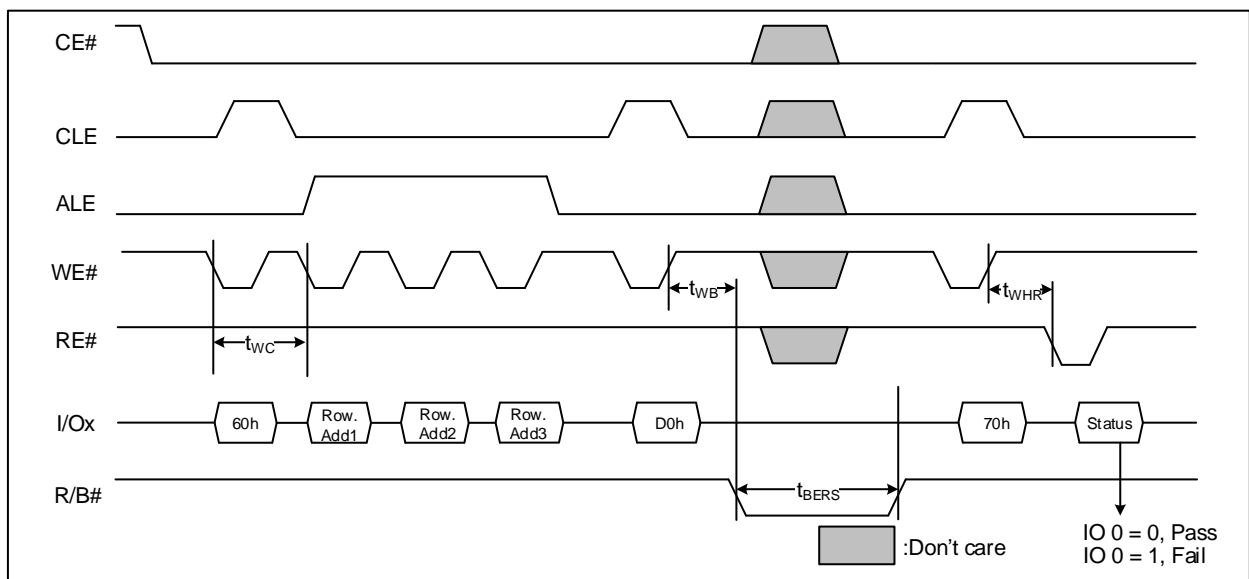 CE#
CLE
ALE
WE#
tWB
tWHR
RE#
tWC
I/Ox
60h
Row.
Add1
Row.
Add2
Row.
Add3
D0h
70h
Status
R/B#
tBERS
:Don't care
IO 0 = 0, Pass
IO 0 = 1, Fail